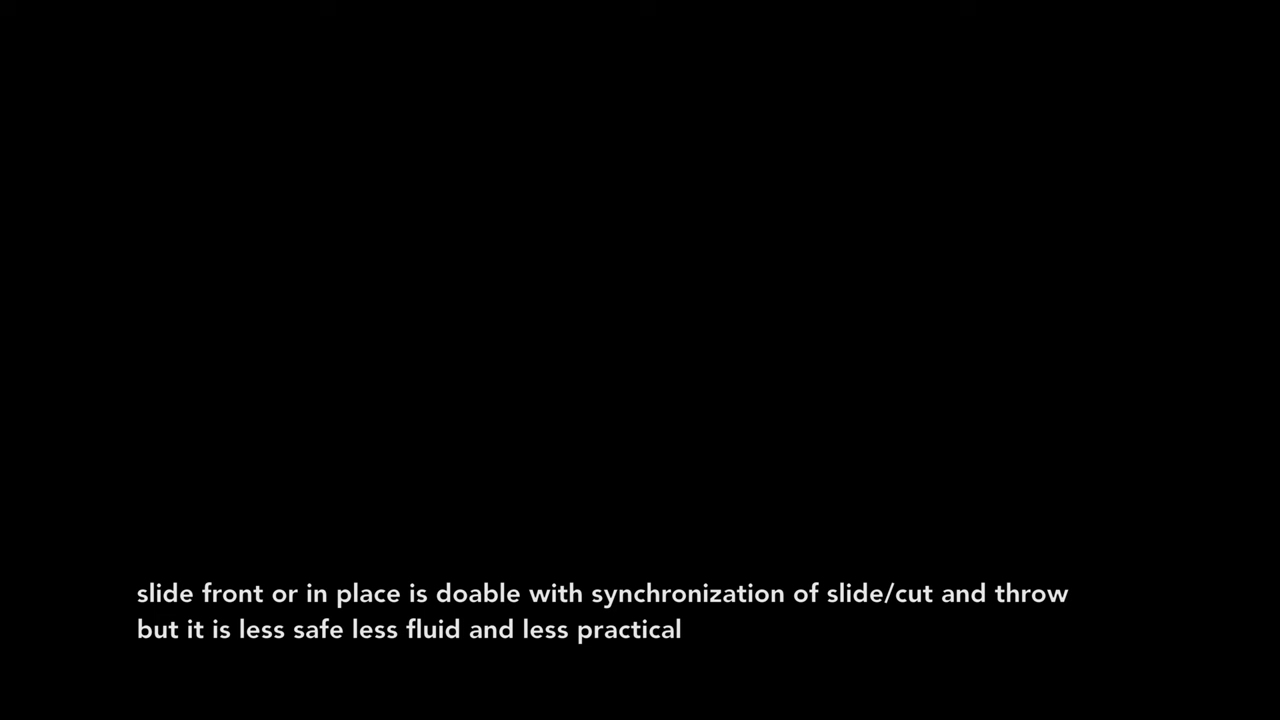 slide front or in place is doable with synchronization of slide/cut and throw
but it is less safe less fluid and less practical